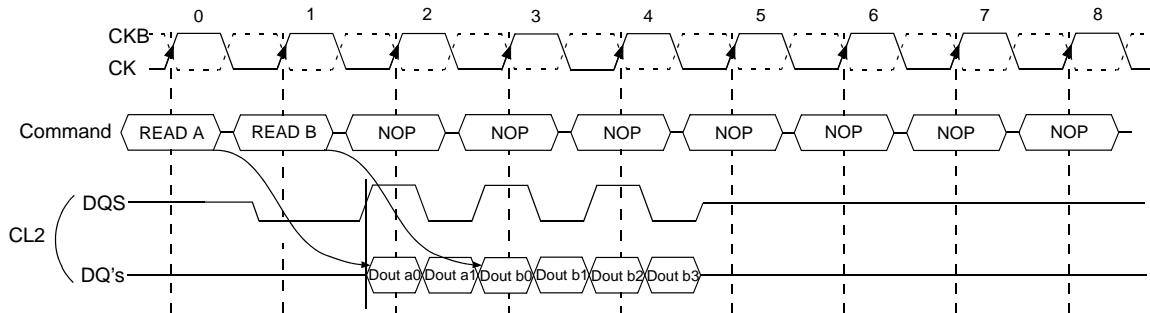 0 1 2 3 4 5 6 7 8
CKB
CK
Command READ A READ B NOP NOP NOP NOP NOP NOP NOP
DQS
CL2
DQ's Dout a0 Dout a1 Dout b0 Dout b1 Dout b2 Dout b3